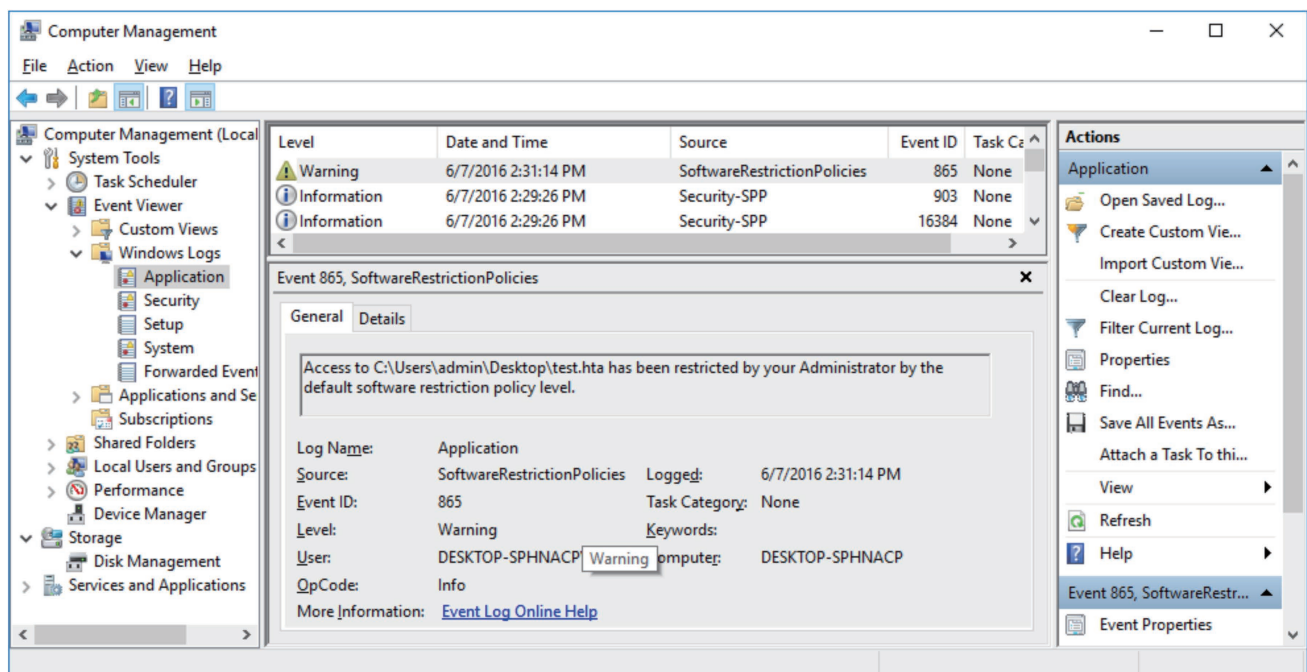 Computer Management
File Action View Help
Computer Management (Local
System Tools
Task Scheduler
Event Viewer
Custom Views
Windows Logs
Application
Security
Setup
System
Forwarded Event
Applications and Se
Subscriptions
Shared Folders
Local Users and Groups
Performance
Device Manager
Storage
Disk Management
Services and Applications
Level Date and Time Source Event ID Task Ca
Warning 6/7/2016 2:31:14 PM SoftwareRestrictionPolicies 865 None
Information 6/7/2016 2:29:26 PM Security-SPP 903 None
Information 6/7/2016 2:29:26 PM Security-SPP 16384 None
Event 865, SoftwareRestrictionPolicies
General Details
Access to C:\Users\admin\Desktop\test.hta has been restricted by your Administrator by the
default software restriction policy level.
Log Name: Application
Source: SoftwareRestrictionPolicies Logged: 6/7/2016 2:31:14 PM
Event ID: 865 Task Category: None
Level: Warning Keywords:
User: DESKTOP-SPHNACP Warning omputer: DESKTOP-SPHNACP
OpCode: Info
More Information: Event Log Online Help
Actions
Application
Open Saved Log...
Create Custom Vie...
Import Custom Vie...
Clear Log...
Filter Current Log...
Properties
Find...
Save All Events As...
Attach a Task To thi...
View
Refresh
Help
Event 865, SoftwareRestr...
Event Properties